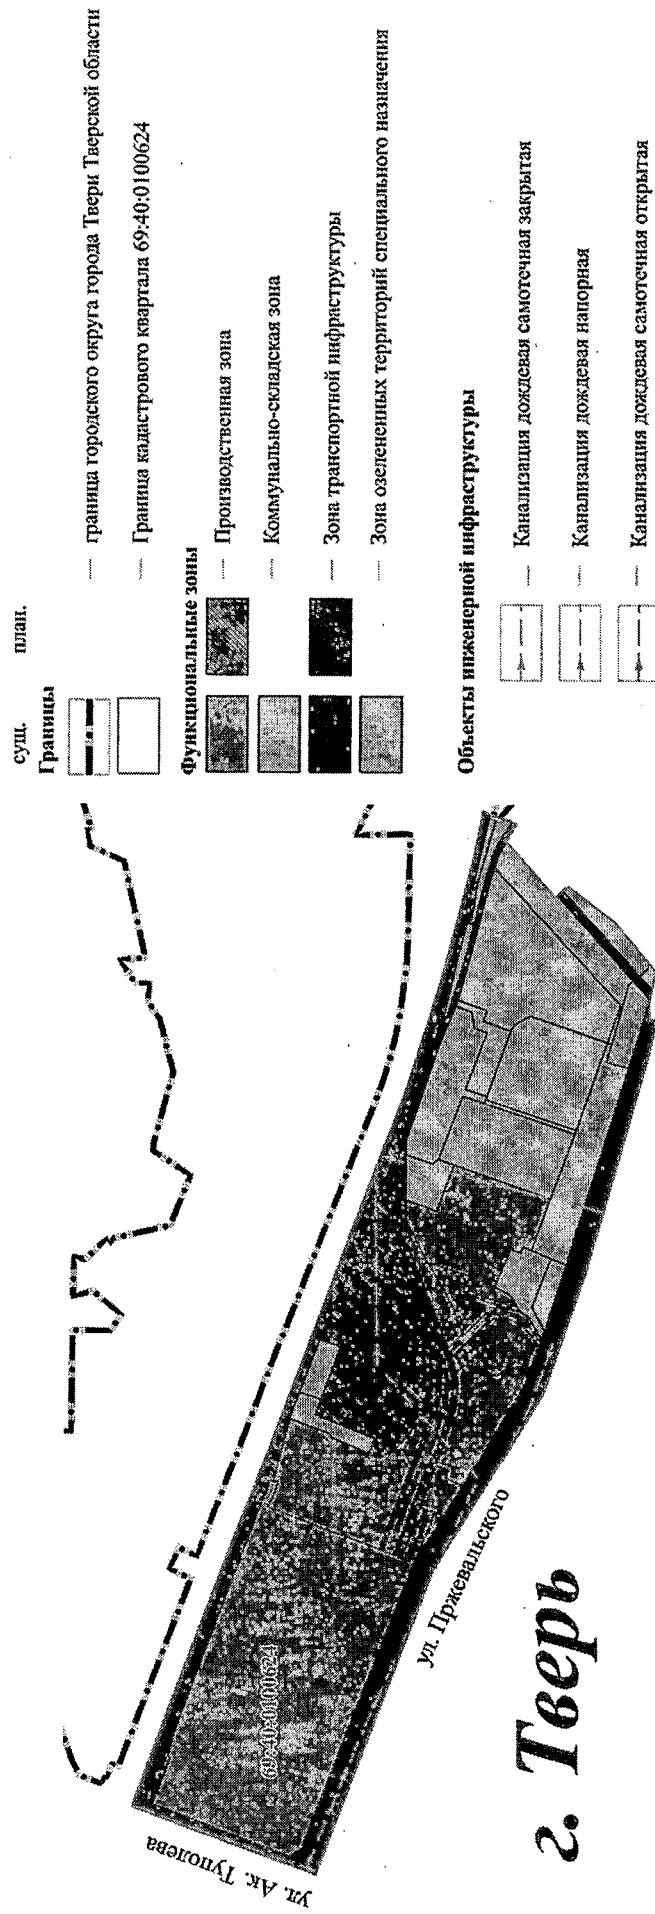 сущ. план.
Границы
— граница городского округа города Твери Тверской области
— Граница кадастрового квартала 69:40:0100624
Функциональные зоны
— Производственная зона
— Коммунально-складская зона
— Зона транспортной инфраструктуры
— Зона озелененных территорий специального назначения
Объекты инженерной инфраструктуры
— Канализация дождевая самотечная закрытая
— Канализация дождевая напорная
— Канализация дождевая самотечная открытая
ул. Ак. Туполева
69:40:0100624
ул. Пржевальского
г. Тверь